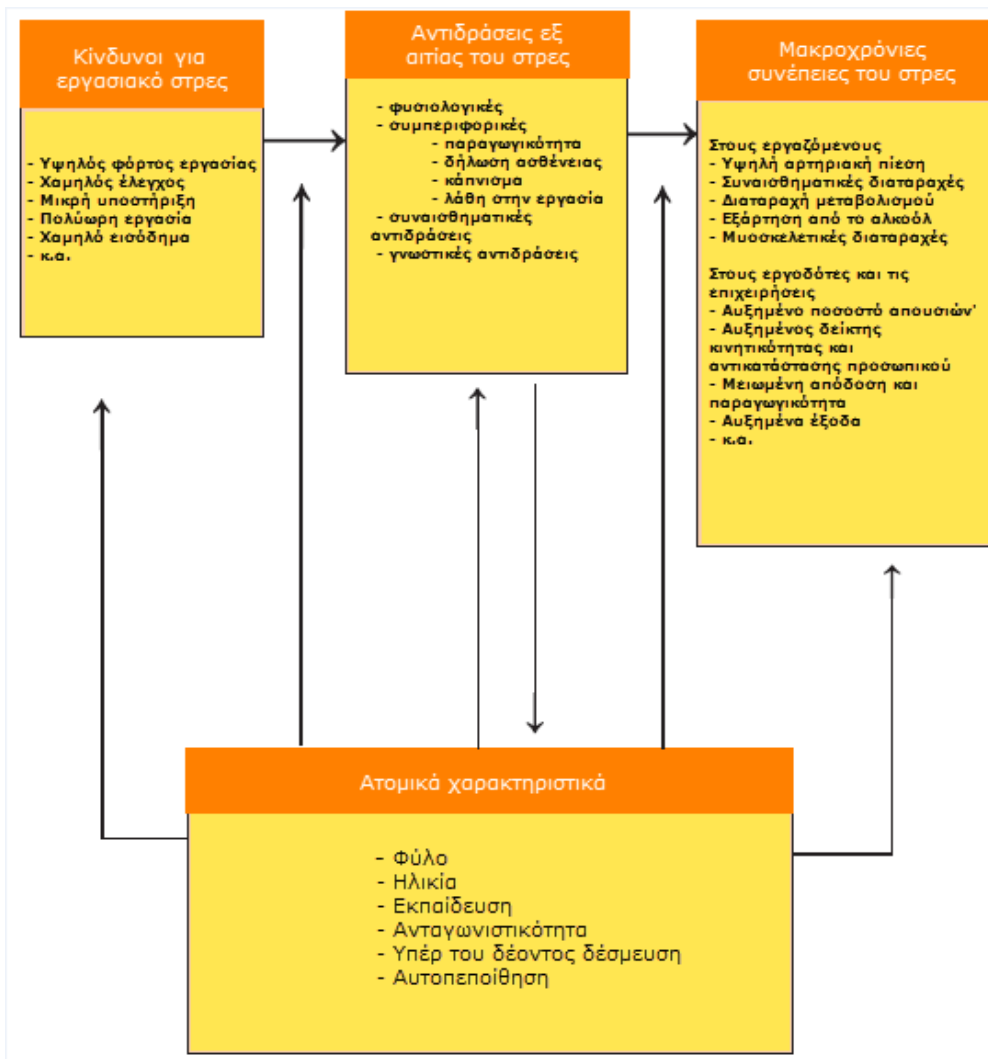 Κίνδυνοι για
εργασιακό στρες
- Υψηλός φόρτος εργασίας
- Χαμηλός έλεγχος
- Μικρή υποστήριξη
- Πολύωρη εργασία
- Χαμηλό εισόδημα
- κ.α.
Αντιδράσεις εξ
αιτίας του στρες
- φυσιολογικές
- συμπεριφορικές
- παραγωγικότητα
- δήλωση ασθένειας
- κάπνισμα
- λάθη στην εργασία
- συναισθηματικές
αντιδράσεις
- γνωστικές αντιδράσεις
Μακροχρόνιες
συνέπειες του στρες
Στους εργαζόμενους
- Υψηλή αρτηριακή πίεση
- Συναισθηματικές διαταραχές
- Διαταραχή μεταβολισμού
- Εξάρτηση από το αλκοόλ
- Μυοσκελετικές διαταραχές
Στους εργοδότες και τις
επιχειρήσεις
- Αυξημένο ποσοστό απουσιών'
- Αυξημένος δείκτης
κινητικότητας και
αντικατάστασης προσωπικού
- Μειωμένη απόδοση και
παραγωγικότητα
- Αυξημένα έξοδα
- κ.α.
Ατομικά χαρακτηριστικά
- Φύλο
- Ηλικία
- Εκπαίδευση
- Ανταγωνιστικότητα
- Υπέρ του δέοντος δέσμευση
- Αυτοπεποίθηση